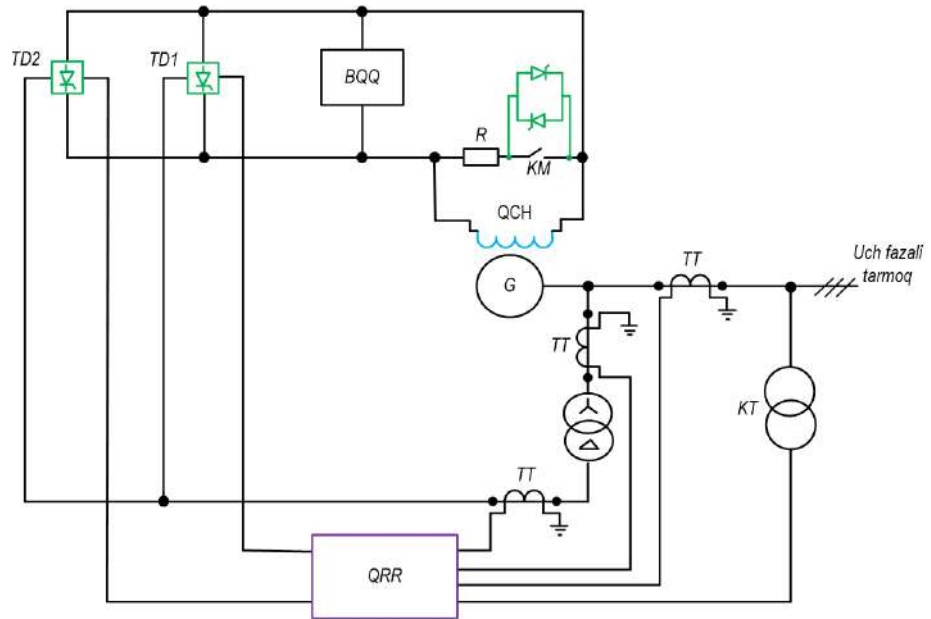 TD2
TD1
BQQ
R
KM
QCH
G
TT
Uch fazali
tarmoq
TT
KT
TT
QRR